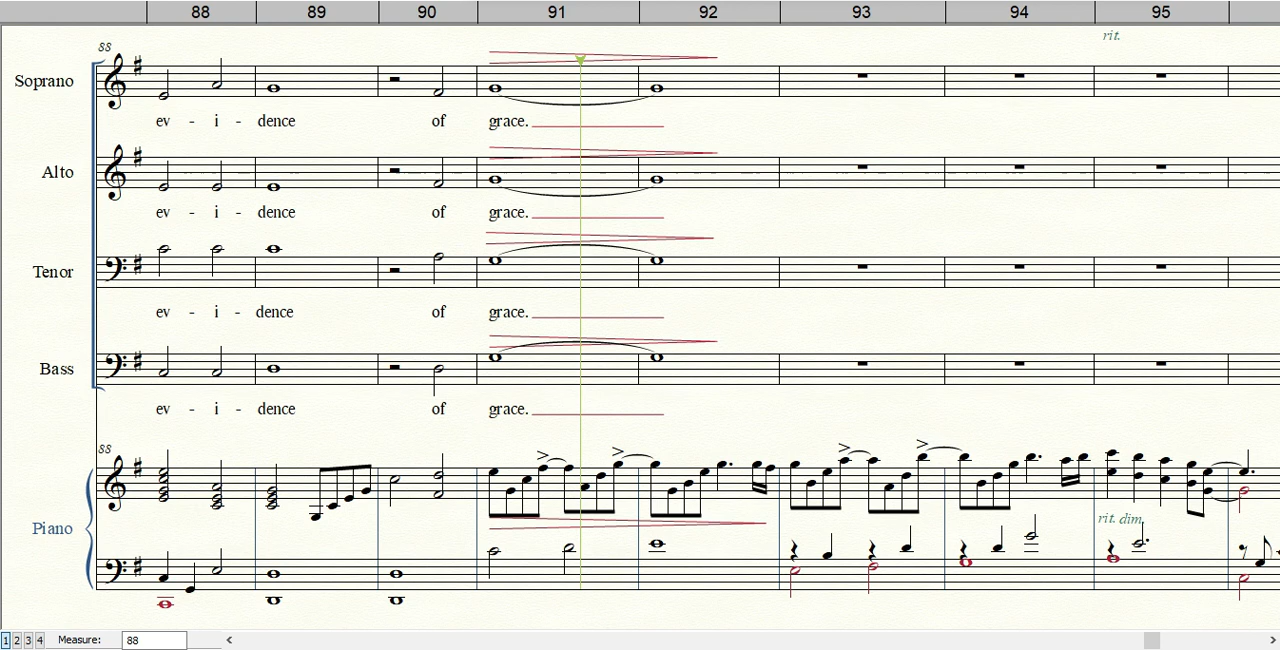 88 89 90 91 92 93 94 95
rit.
88
Soprano
ev - i - dence of grace.
Alto
ev - i - dence of grace.
Tenor
ev - i - dence of grace.
Bass
ev - i - dence of grace.
88
Piano
rit. dim.
1 2 3 4 Measure: 88